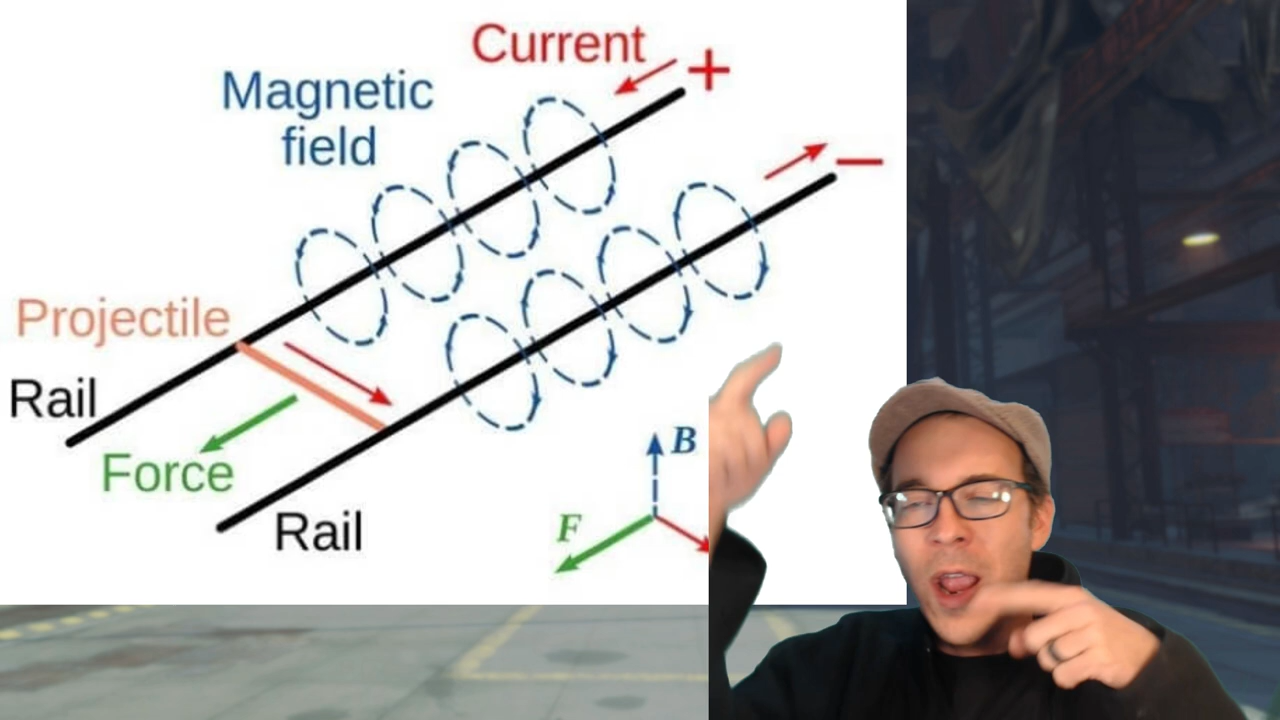 Current
+
−
Magnetic
field
Projectile
Rail
Force
Rail
B
F